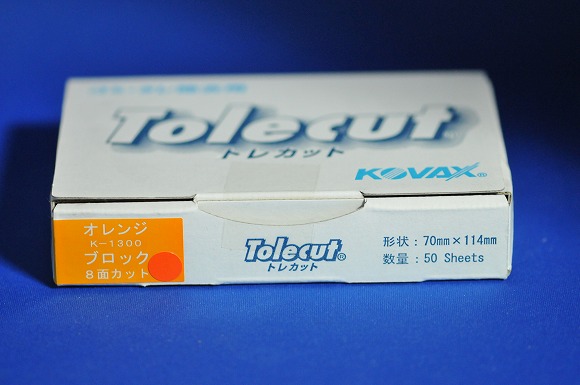 Tolecut®
トレカット
KOVAX®
オレンジ
K-1300
ブロック
8面カット
Tolecut®
トレカット
形状：70mm×114mm
数量：50 Sheets